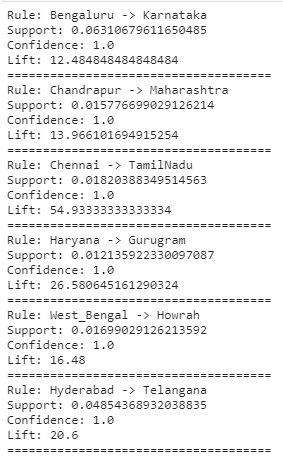 Rule: Bengaluru -> Karnataka
Support: 0.06310679611650485
Confidence: 1.0
Lift: 12.484848484848484
=====================================
Rule: Chandrapur -> Maharashtra
Support: 0.015776699029126214
Confidence: 1.0
Lift: 13.966101694915254
=====================================
Rule: Chennai -> TamilNadu
Support: 0.01820388349514563
Confidence: 1.0
Lift: 54.93333333333334
=====================================
Rule: Haryana -> Gurugram
Support: 0.012135922330097087
Confidence: 1.0
Lift: 26.580645161290324
=====================================
Rule: West_Bengal -> Howrah
Support: 0.01699029126213592
Confidence: 1.0
Lift: 16.48
=====================================
Rule: Hyderabad -> Telangana
Support: 0.04854368932038835
Confidence: 1.0
Lift: 20.6
=====================================